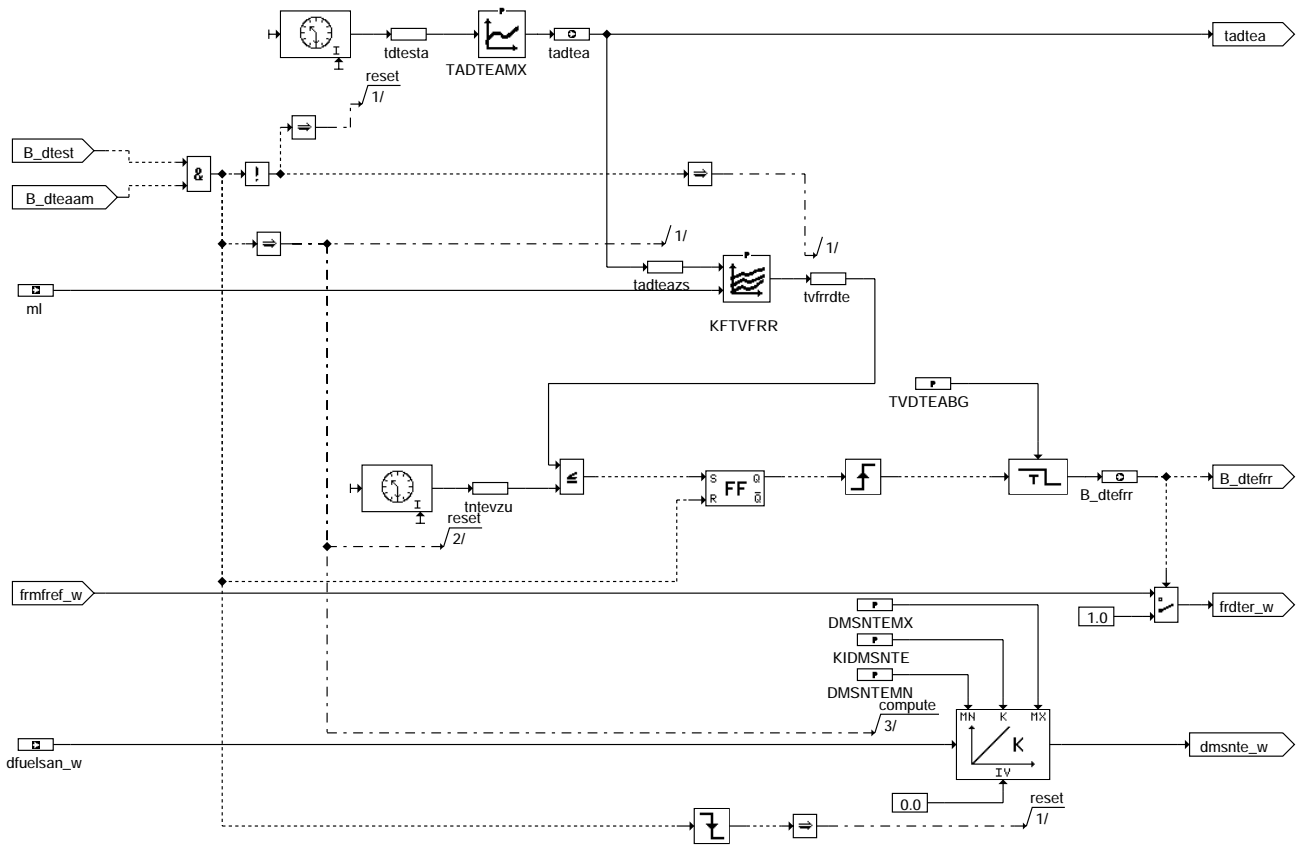 P
I
tdtesta
TADTEAMX
tadtea
tadtea
reset
1/
B_dtest
⇒
&
!
⇒
B_dteaam
⇒
1/
1/
P
tadteazs
tvfrrdte
ml
KFTVFRR
P
TVDTEABG
I
tntevzu
≤
S Q
FF
R Q̅
T
B_dtefrr
B_dtefrr
reset
2/
frmfref_w
frdter_w
1.0
P
DMSNTEMX
P
KIDMSNTE
P
DMSNTEMN
compute
3/
MN K MX
K
IV
dfuelsan_w
dmsnte_w
0.0
⇒
reset
1/